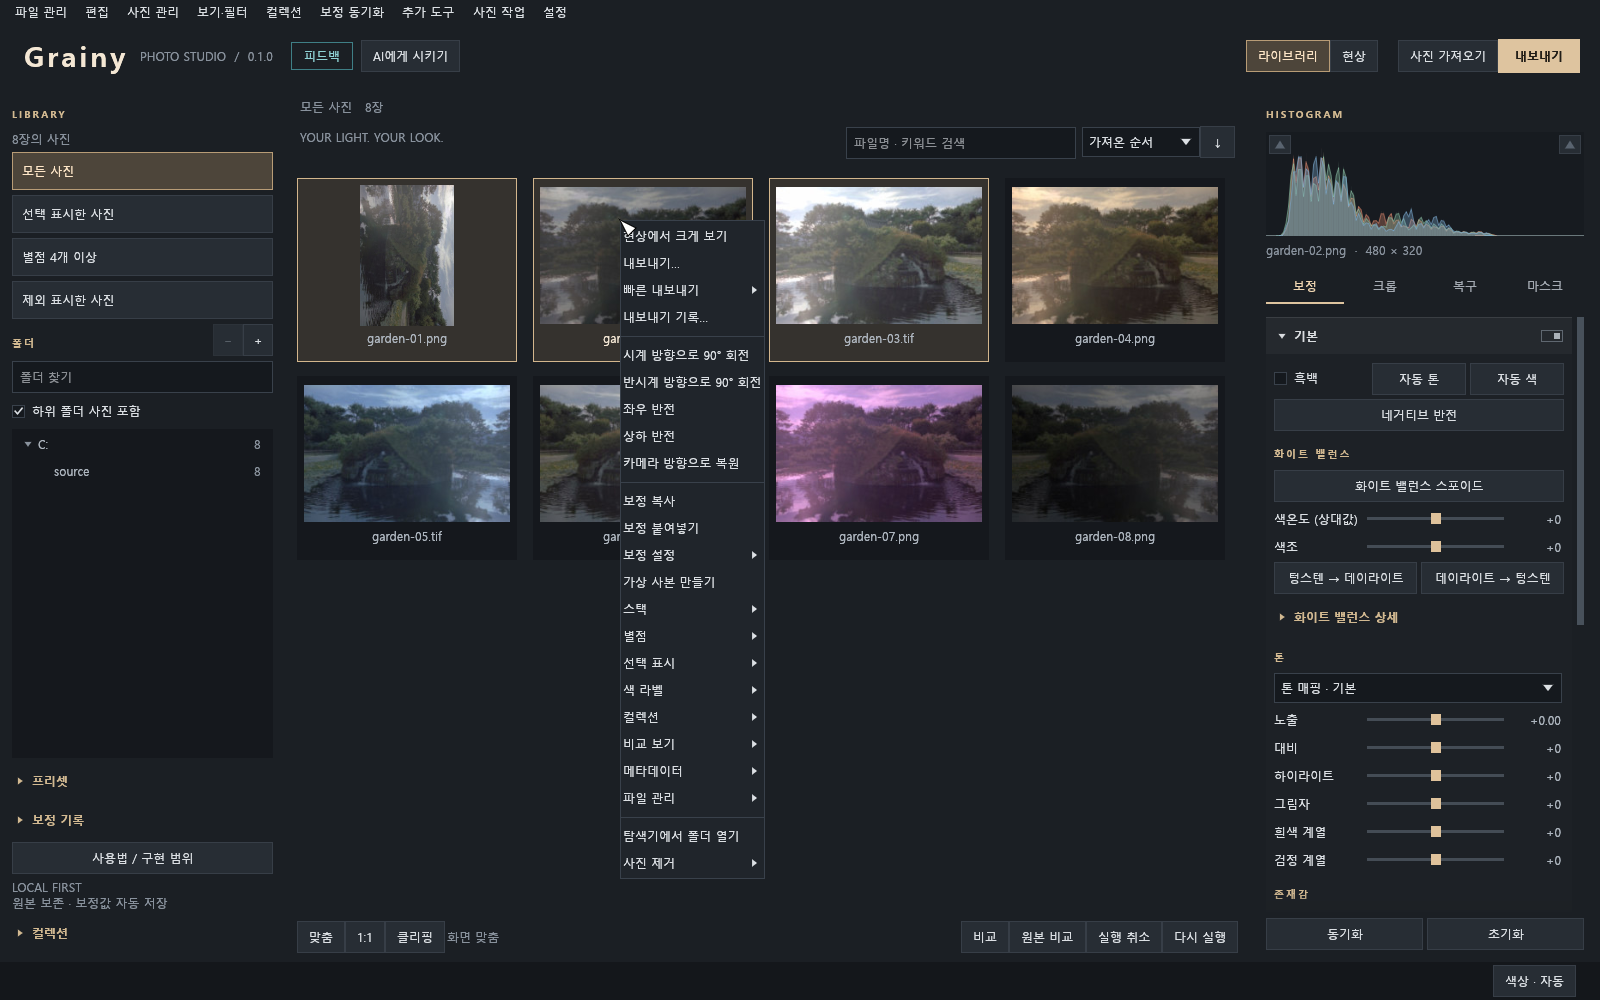 파일 관리 편집 사진 관리 보기·필터 컬렉션 보정 동기화 추가 도구 사진 작업 설정
Grainy PHOTO STUDIO / 0.1.0 피드백 AI에게 시키기 라이브러리 현상 사진 가져오기 내보내기
LIBRARY
8장의 사진
모든 사진
선택 표시한 사진
별점 4개 이상
제외 표시한 사진
폴더 − +
폴더 찾기
하위 폴더 사진 포함
C: 8
source 8
프리셋
보정 기록
사용법 / 구현 범위
LOCAL FIRST
원본 보존 · 보정값 자동 저장
컬렉션
모든 사진 8장
YOUR LIGHT. YOUR LOOK.
파일명 · 키워드 검색 가져온 순서 ↓
garden-01.png
garden-03.tif
garden-04.png
garden-05.tif
garden-07.png
garden-08.png
현상에서 크게 보기
내보내기...
빠른 내보내기
내보내기 기록...
시계 방향으로 90° 회전
반시계 방향으로 90° 회전
좌우 반전
상하 반전
카메라 방향으로 복원
보정 복사
보정 붙여넣기
보정 설정
가상 사본 만들기
스택
별점
선택 표시
색 라벨
컬렉션
비교 보기
메타데이터
파일 관리
탐색기에서 폴더 열기
사진 제거
맞춤 1:1 클리핑 화면 맞춤 비교 원본 비교 실행 취소 다시 실행
HISTOGRAM
garden-02.png · 480 × 320
보정 크롭 복구 마스크
기본
흑백 자동 톤 자동 색
네거티브 반전
화이트 밸런스
화이트 밸런스 스포이드
색온도 (상대값) +0
색조 +0
텅스텐 → 데이라이트 데이라이트 → 텅스텐
화이트 밸런스 상세
톤
톤 매핑 · 기본
노출 +0.00
대비 +0
하이라이트 +0
그림자 +0
흰색 계열 +0
검정 계열 +0
존재감
동기화 초기화
색상 · 자동